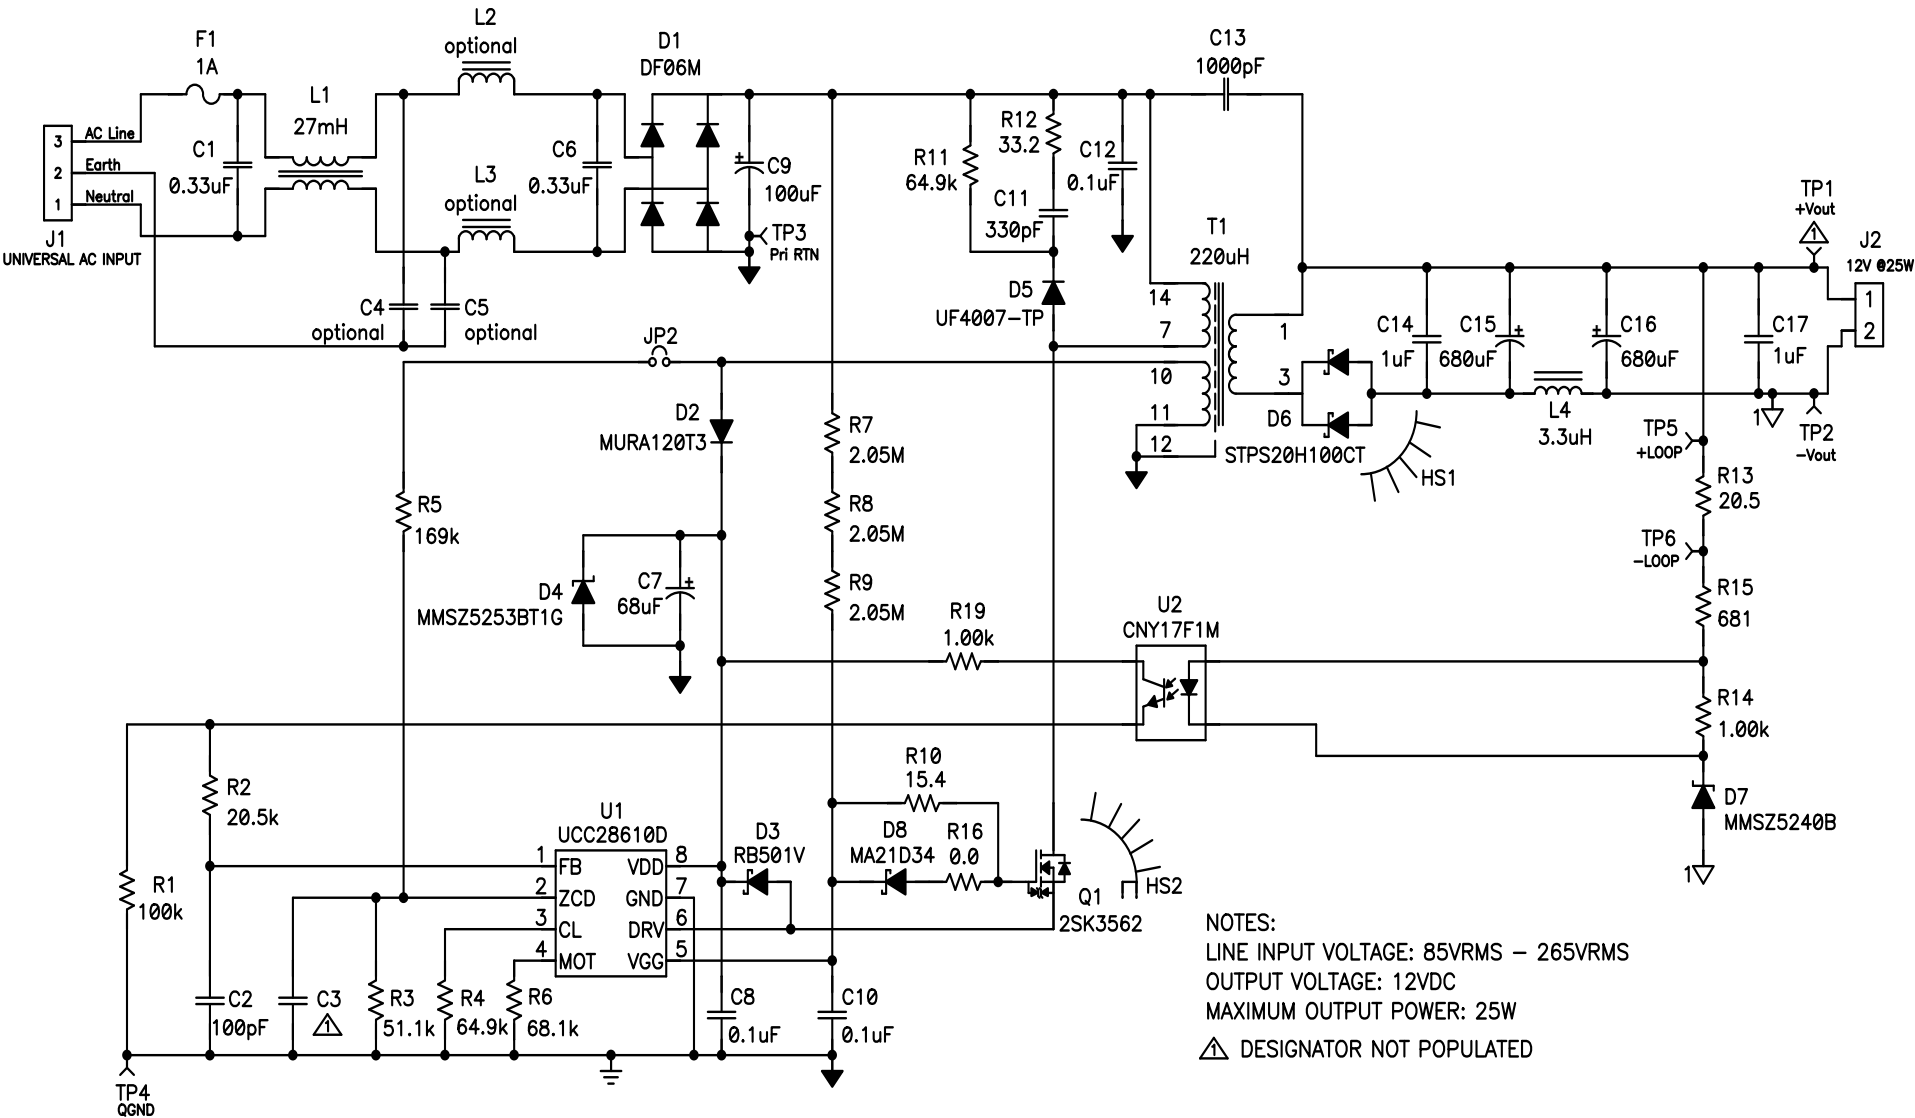 F1
1A
L1
27mH
L2
optional
D1
DF06M
C13
1000pF
3
AC Line
2
Earth
1
Neutral
J1
UNIVERSAL AC INPUT
C1
0.33uF
L3
optional
C6
0.33uF
C9
100uF
TP3
Pri RTN
R11
64.9k
R12
33.2
C11
330pF
C12
0.1uF
D5
UF4007-TP
T1
220uH
14
7
10
11
12
1
3
TP1
+Vout
1
J2
12V @25W
1
2
C4
optional
C5
optional
JP2
C14
1uF
C15
680uF
C16
680uF
C17
1uF
D6
STPS20H100CT
HS1
L4
3.3uH
1
TP2
-Vout
TP5
+LOOP
R13
20.5
TP6
-LOOP
R15
681
R14
1.00k
D7
MMSZ5240B
1
D2
MURA120T3
R7
2.05M
R8
2.05M
R9
2.05M
R5
169k
D4
MMSZ5253BT1G
C7
68uF
R19
1.00k
U2
CNY17F1M
R10
15.4
D8
MA21D34
R16
0.0
D3
RB501V
U1
UCC28610D
1 FB VDD 8
2 ZCD GND 7
3 CL DRV 6
4 MOT VGG 5
Q1
2SK3562
HS2
R2
20.5k
R1
100k
C2
100pF
C3
1
R3
51.1k
R4
64.9k
R6
68.1k
C8
0.1uF
C10
0.1uF
TP4
QGND
NOTES:
LINE INPUT VOLTAGE: 85VRMS – 265VRMS
OUTPUT VOLTAGE: 12VDC
MAXIMUM OUTPUT POWER: 25W
1 DESIGNATOR NOT POPULATED